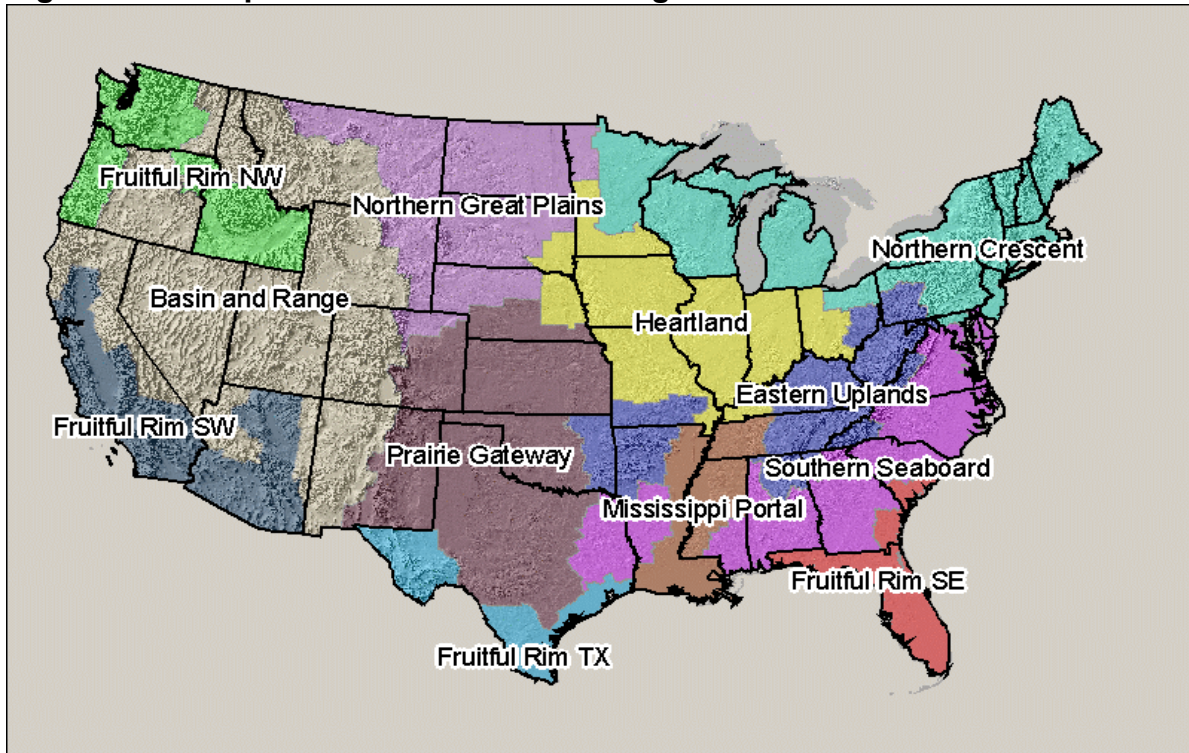 Fruitful Rim NW
Northern Great Plains
Northern Crescent
Basin and Range
Heartland
Eastern Uplands
Fruitful Rim SW
Prairie Gateway
Southern Seaboard
Mississippi Portal
Fruitful Rim SE
Fruitful Rim TX